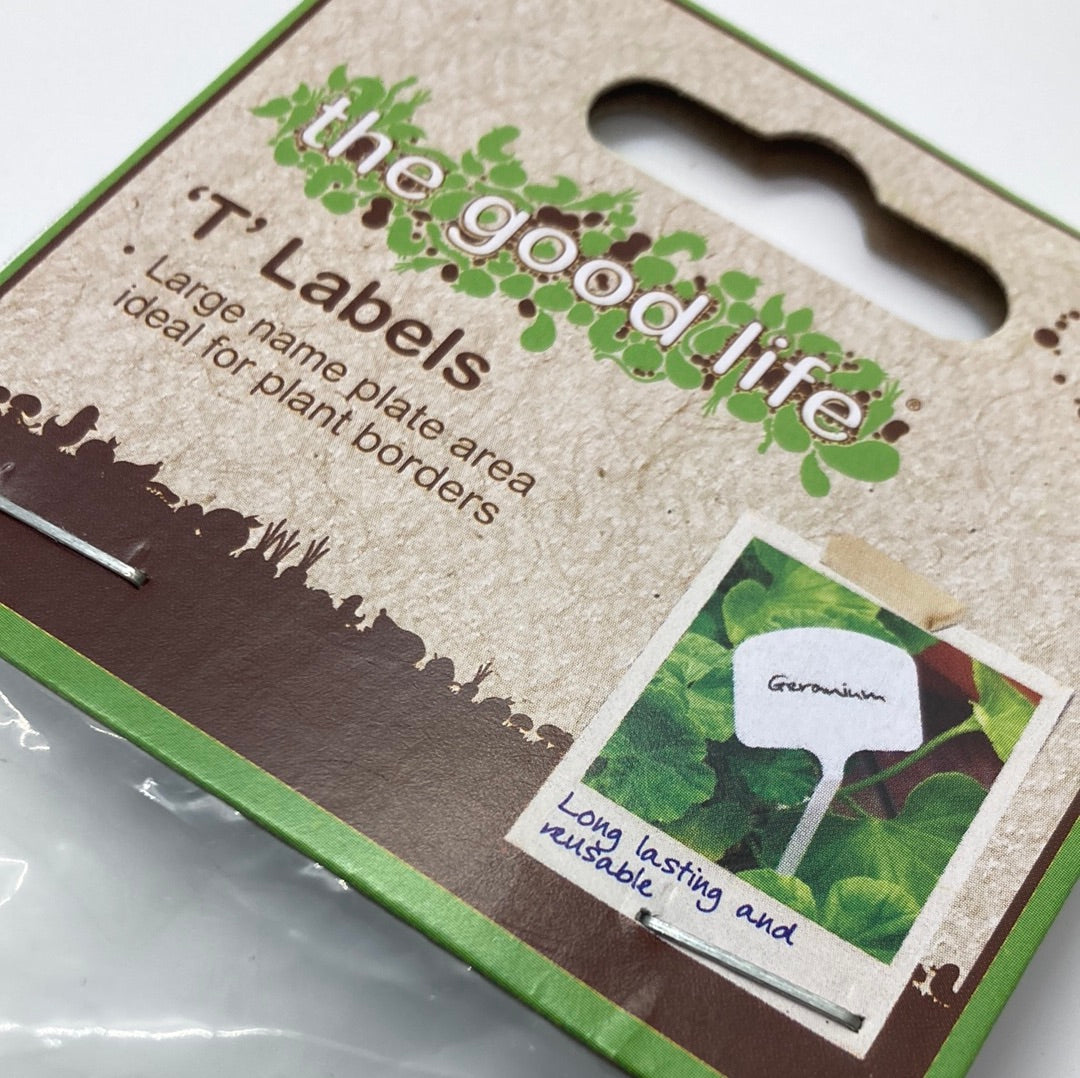 the good life
®
'T' Labels
• Large name plate area
ideal for plant borders
Geranium
Long lasting and
reusable